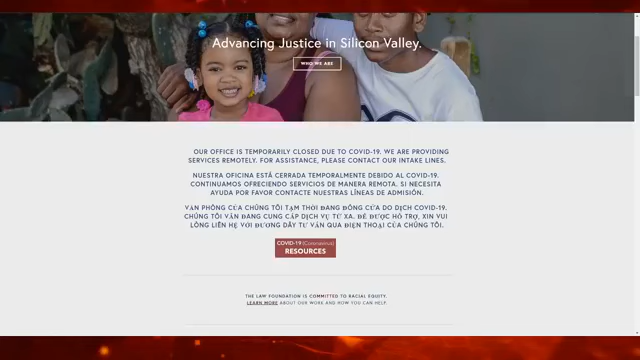 Advancing Justice in Silicon Valley.
WHO WE ARE
OUR OFFICE IS TEMPORARILY CLOSED DUE TO COVID-19. WE ARE PROVIDING
SERVICES REMOTELY. FOR ASSISTANCE, PLEASE CONTACT OUR INTAKE LINES.
NUESTRA OFICINA ESTÁ CERRADA TEMPORALMENTE DEBIDO AL COVID-19.
CONTINUAMOS OFRECIENDO SERVICIOS DE MANERA REMOTA. SI NECESITA
AYUDA POR FAVOR CONTACTE NUESTRAS LÍNEAS DE ADMISIÓN.
VĂN PHÒNG CỦA CHÚNG TÔI TẠM THỜI ĐANG ĐÓNG CỬA DO DỊCH COVID-19.
CHÚNG TÔI VẪN ĐANG CUNG CẤP DỊCH VỤ TỪ XA. ĐỂ ĐƯỢC HỖ TRỢ, XIN VUI
LÒNG LIÊN HỆ VỚI ĐƯỜNG DÂY TƯ VẤN QUA ĐIỆN THOẠI CỦA CHÚNG TÔI.
COVID-19 (Coronavirus)
RESOURCES
THE LAW FOUNDATION IS COMMITTED TO RACIAL EQUITY.
LEARN MORE ABOUT OUR WORK AND HOW YOU CAN HELP.